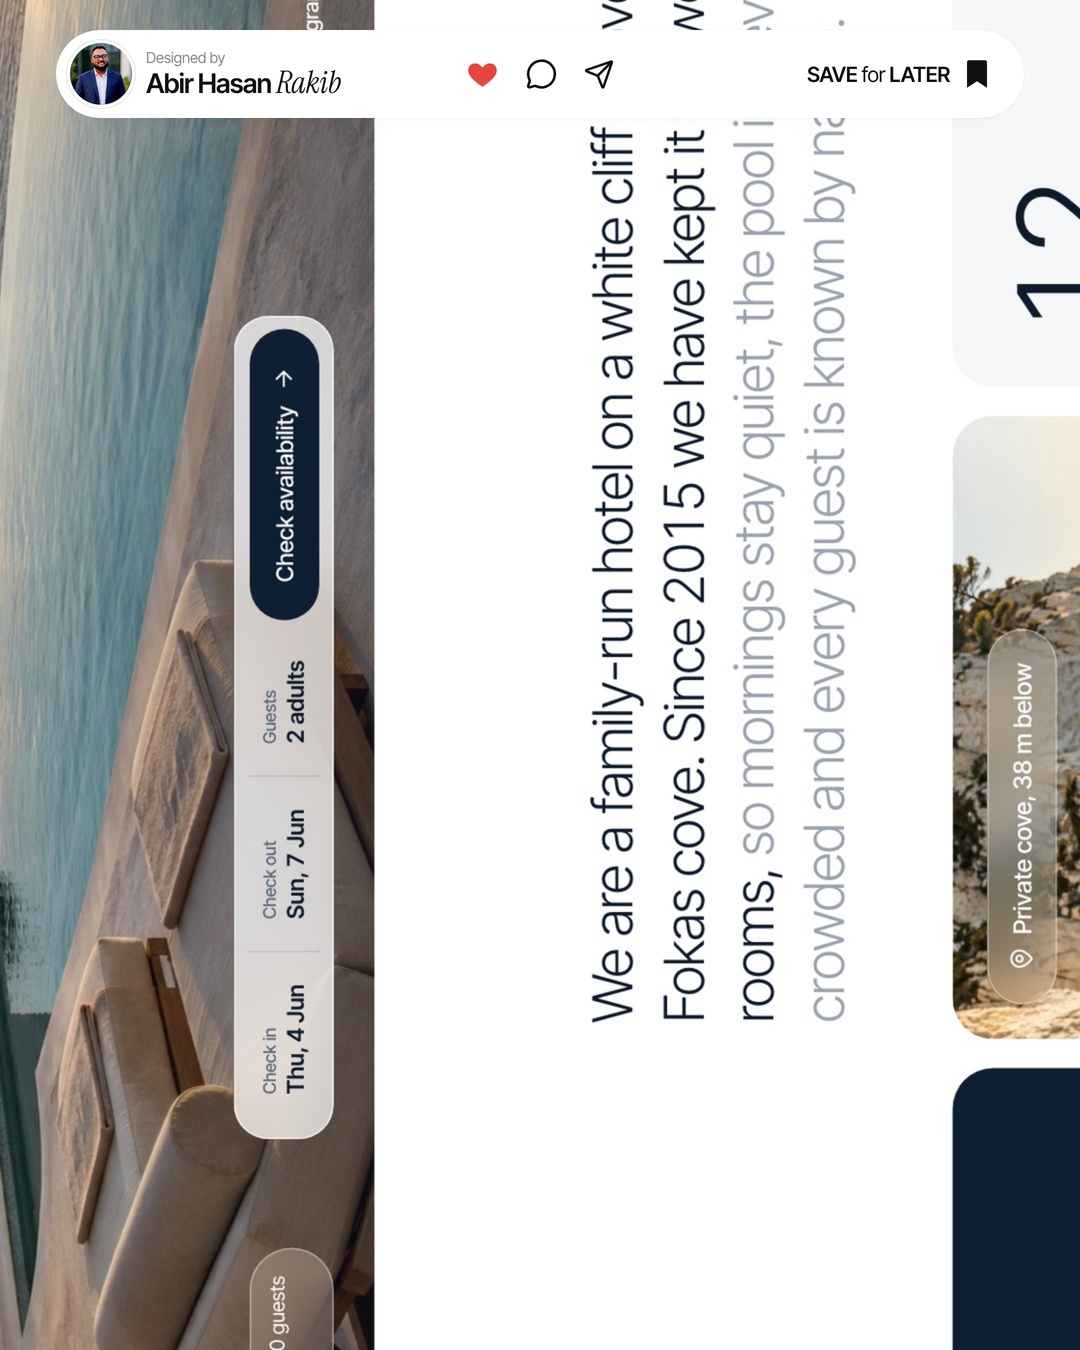 Designed by
Abir Hasan Rakib
SAVE for LATER
Check in
Thu, 4 Jun
Check out
Sun, 7 Jun
Guests
2 adults
Check availability
guests
We are a family-run hotel on a white cliff
Fokas cove. Since 2015 we have kept it
rooms, so mornings stay quiet, the pool
crowded and every guest is known by
Private cove, 38 m below
12